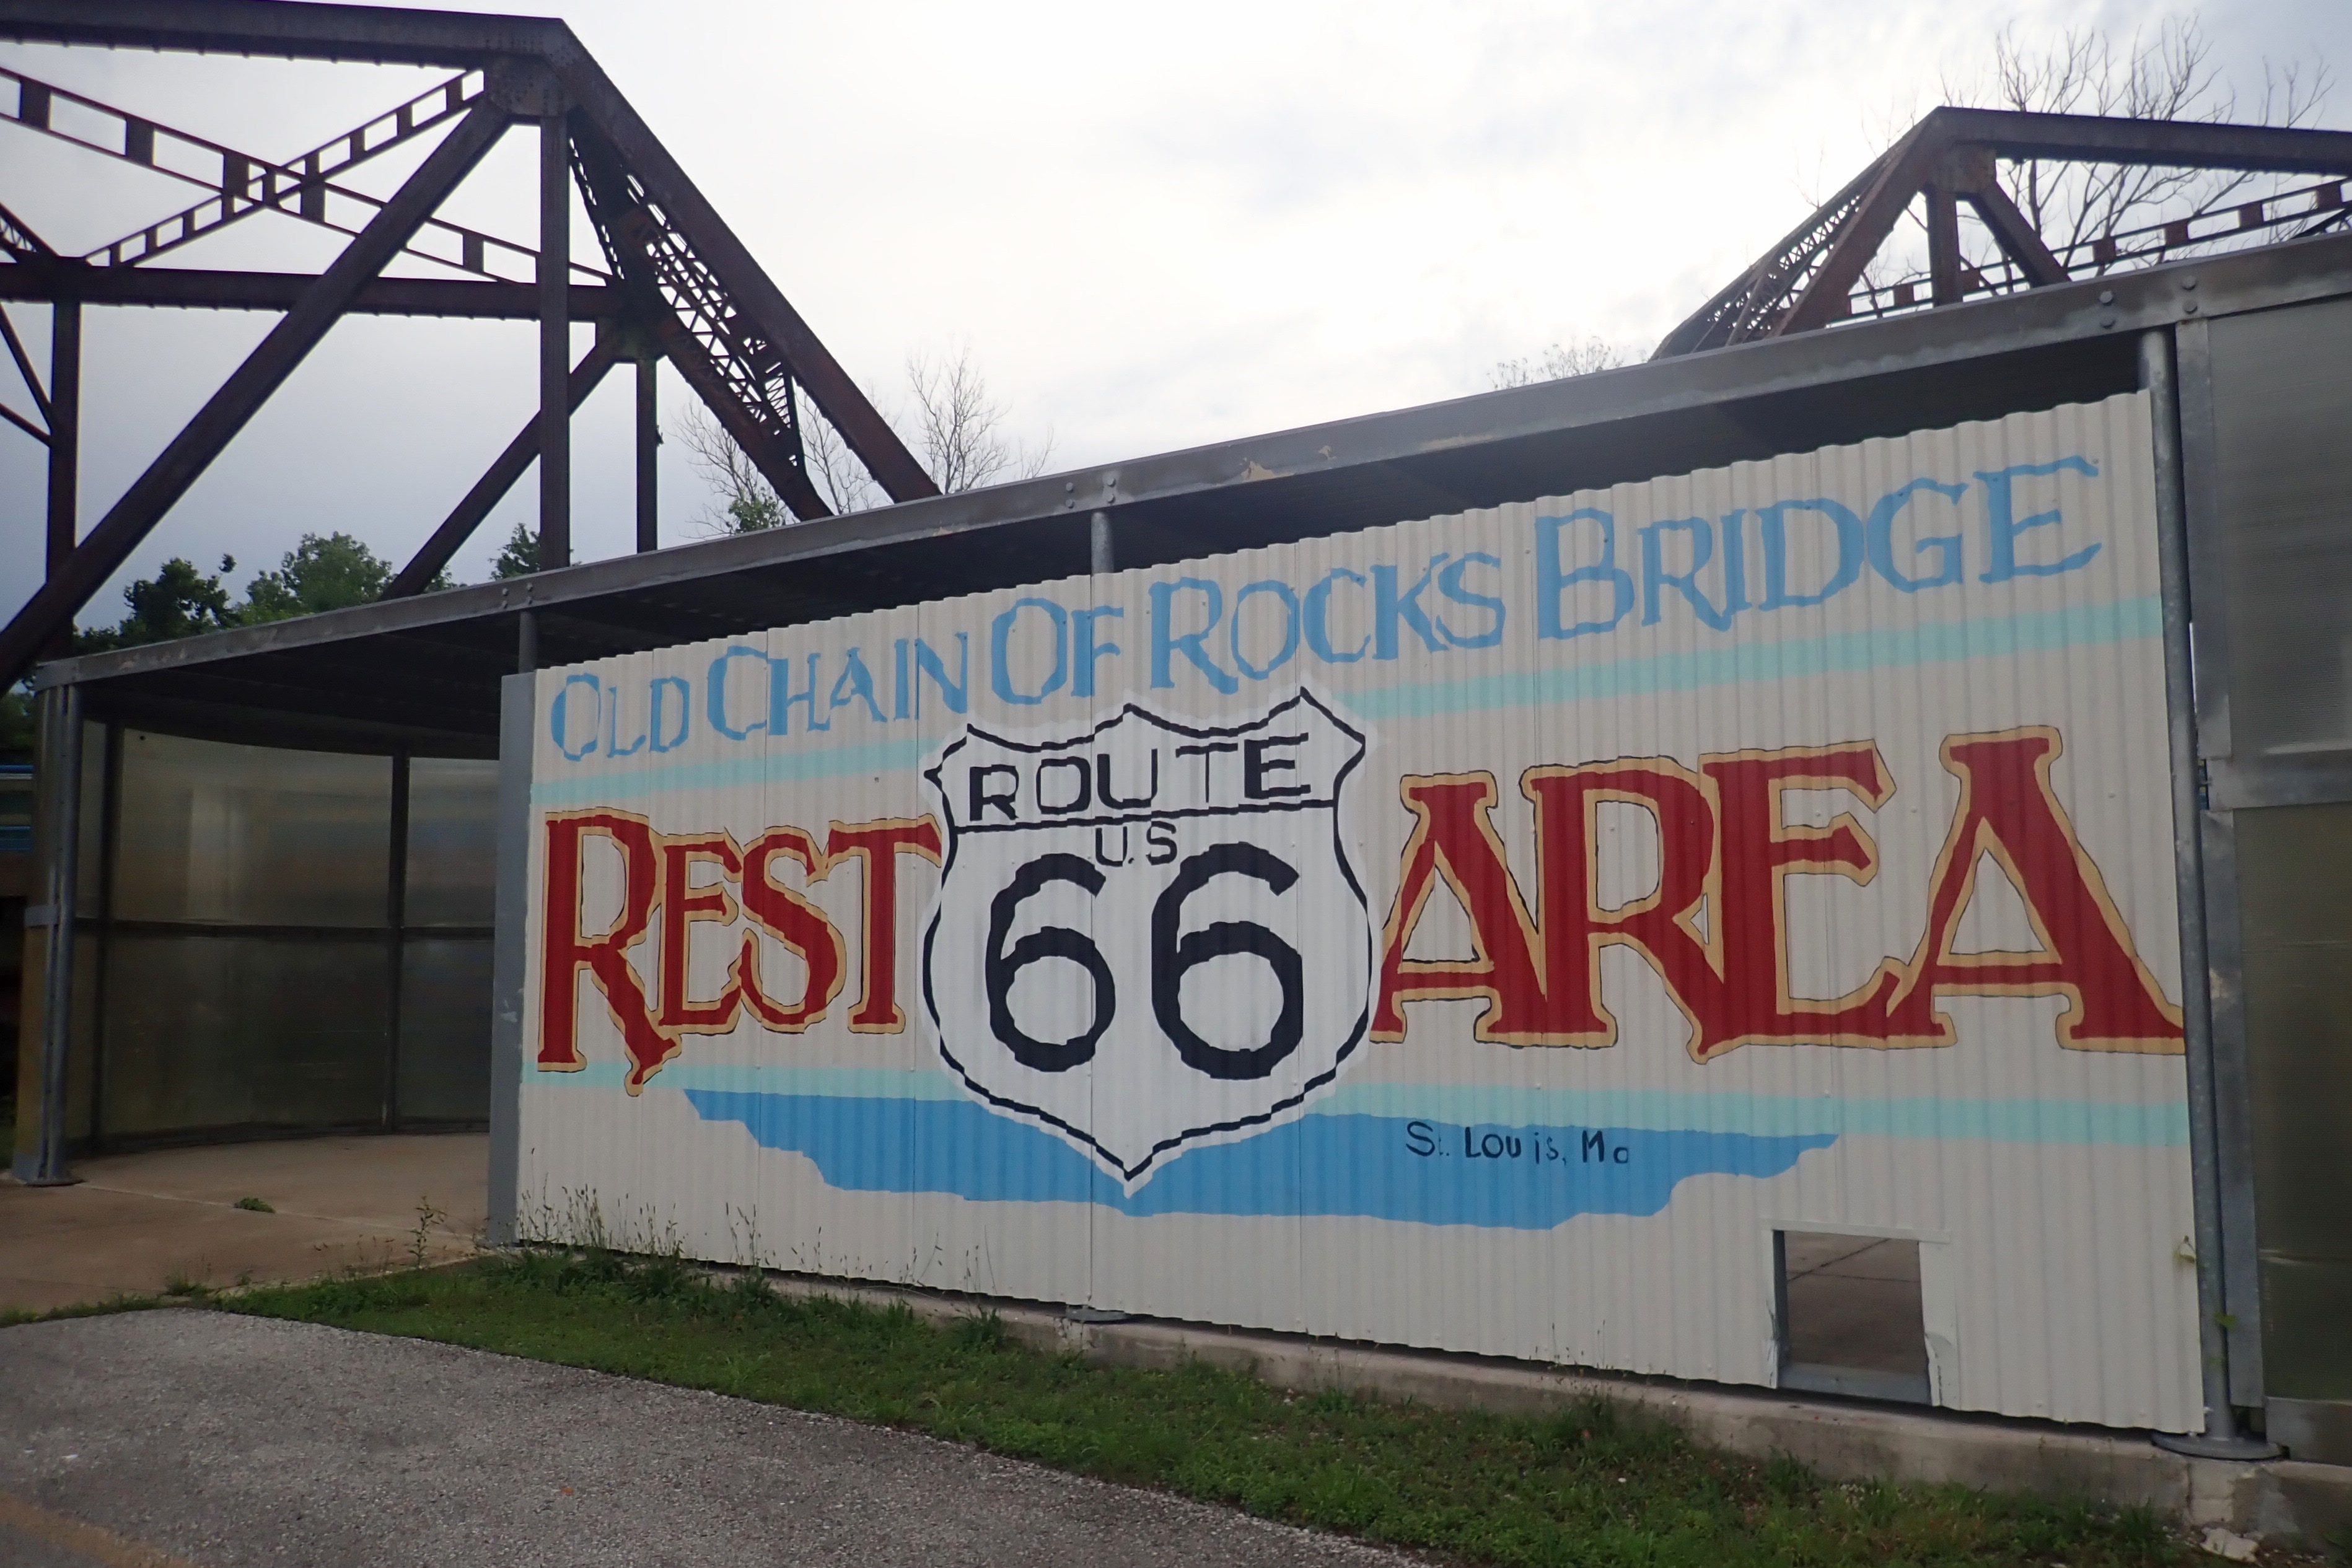 OLD CHAIN OF ROCKS BRIDGE
REST AREA
ROUTE
U.S
66
St. Louis, Mo